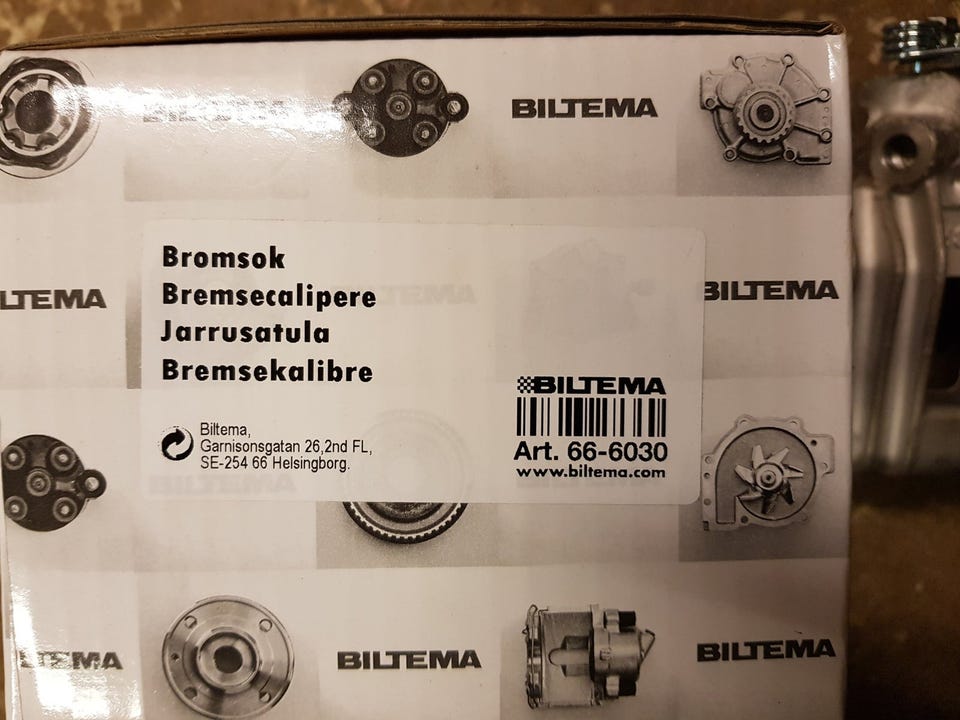 BILTEMA
BILTEMA
BILTEMA
Bromsok
Bremsecalipere
Jarrusatula
Bremsekalibre
BILTEMA
Art. 66-6030
www.biltema.com
Biltema,
Garnisonsgatan 26,2nd FL,
SE-254 66 Helsingborg.
BILTEMA
BILTEMA